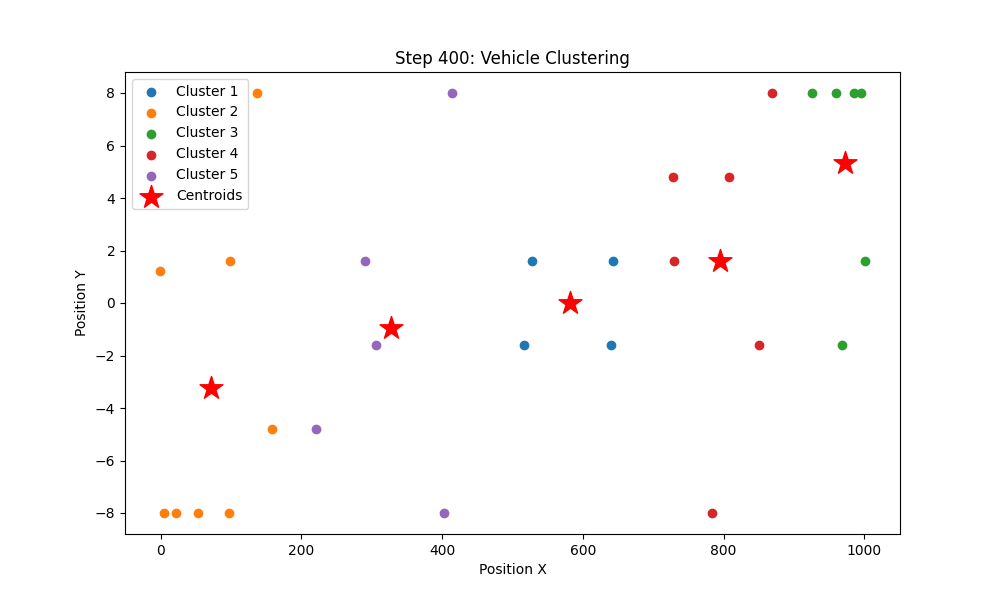 Step 400: Vehicle Clustering
Cluster 1
Cluster 2
Cluster 3
Cluster 4
Cluster 5
Centroids
Position Y
8
6
4
2
0
−2
−4
−6
−8
0 200 400 600 800 1000
Position X